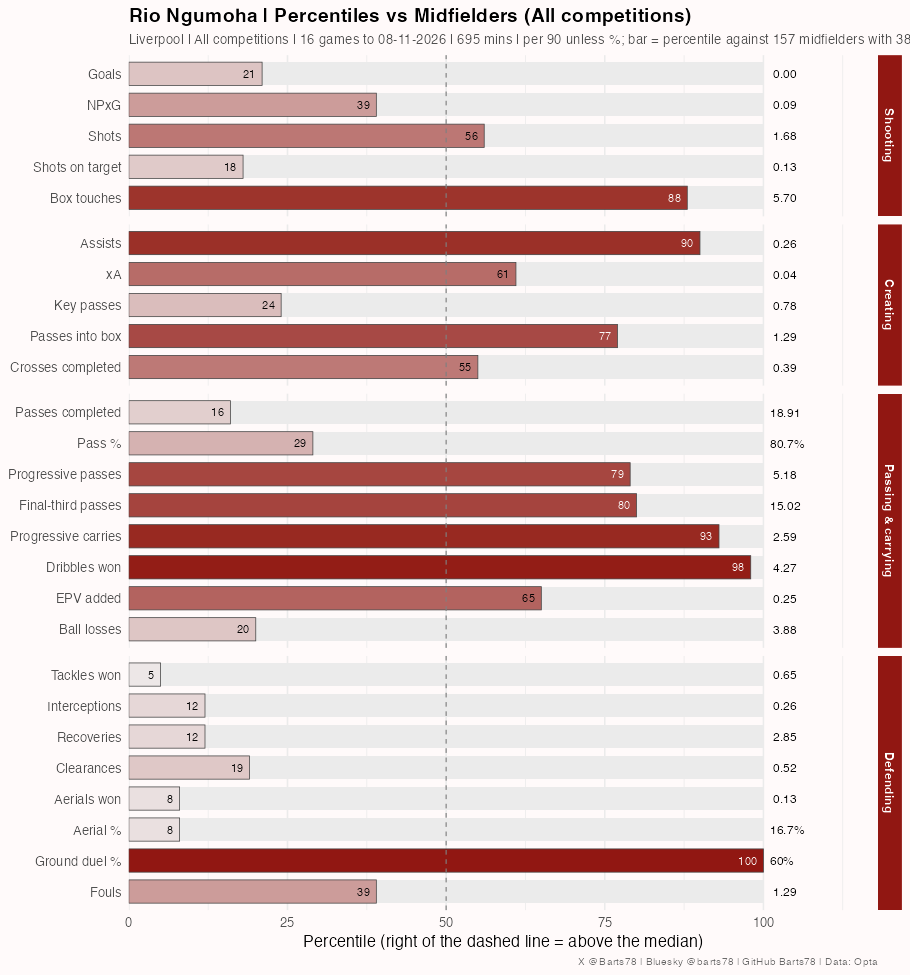 Rio Ngumoha | Percentiles vs Midfielders (All competitions)
Liverpool | All competitions | 16 games to 08-11-2026 | 695 mins | per 90 unless %; bar = percentile against 157 midfielders with 38
Goals 21 0.00
NPxG 39 0.09
Shots 56 1.68
Shots on target 18 0.13
Box touches 88 5.70
Shooting
Assists 90 0.26
xA 61 0.04
Key passes 24 0.78
Passes into box 77 1.29
Crosses completed 55 0.39
Creating
Passes completed 16 18.91
Pass % 29 80.7%
Progressive passes 79 5.18
Final-third passes 80 15.02
Progressive carries 93 2.59
Dribbles won 98 4.27
EPV added 65 0.25
Ball losses 20 3.88
Passing & carrying
Tackles won 5 0.65
Interceptions 12 0.26
Recoveries 12 2.85
Clearances 19 0.52
Aerials won 8 0.13
Aerial % 8 16.7%
Ground duel % 100 60%
Fouls 39 1.29
Defending
0 25 50 75 100
Percentile (right of the dashed line = above the median)
X @Barts78 | Bluesky @barts78 | GitHub Barts78 | Data: Opta